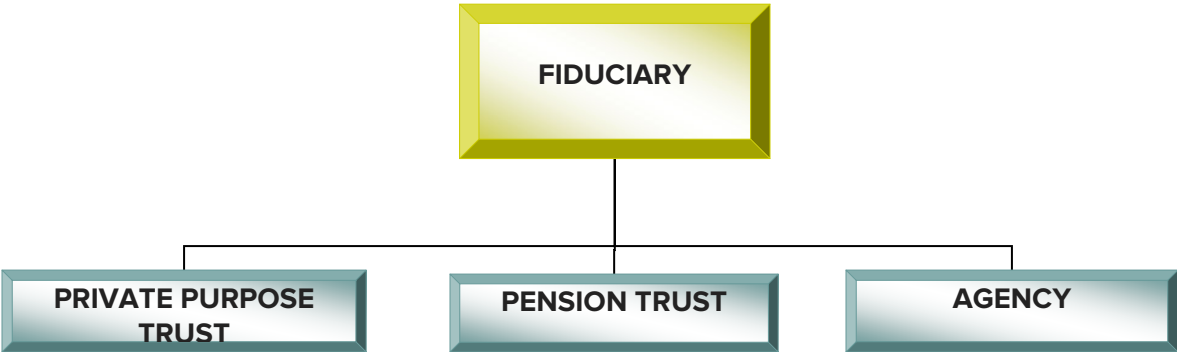 FIDUCIARY
PRIVATE PURPOSE
TRUST
PENSION TRUST
AGENCY